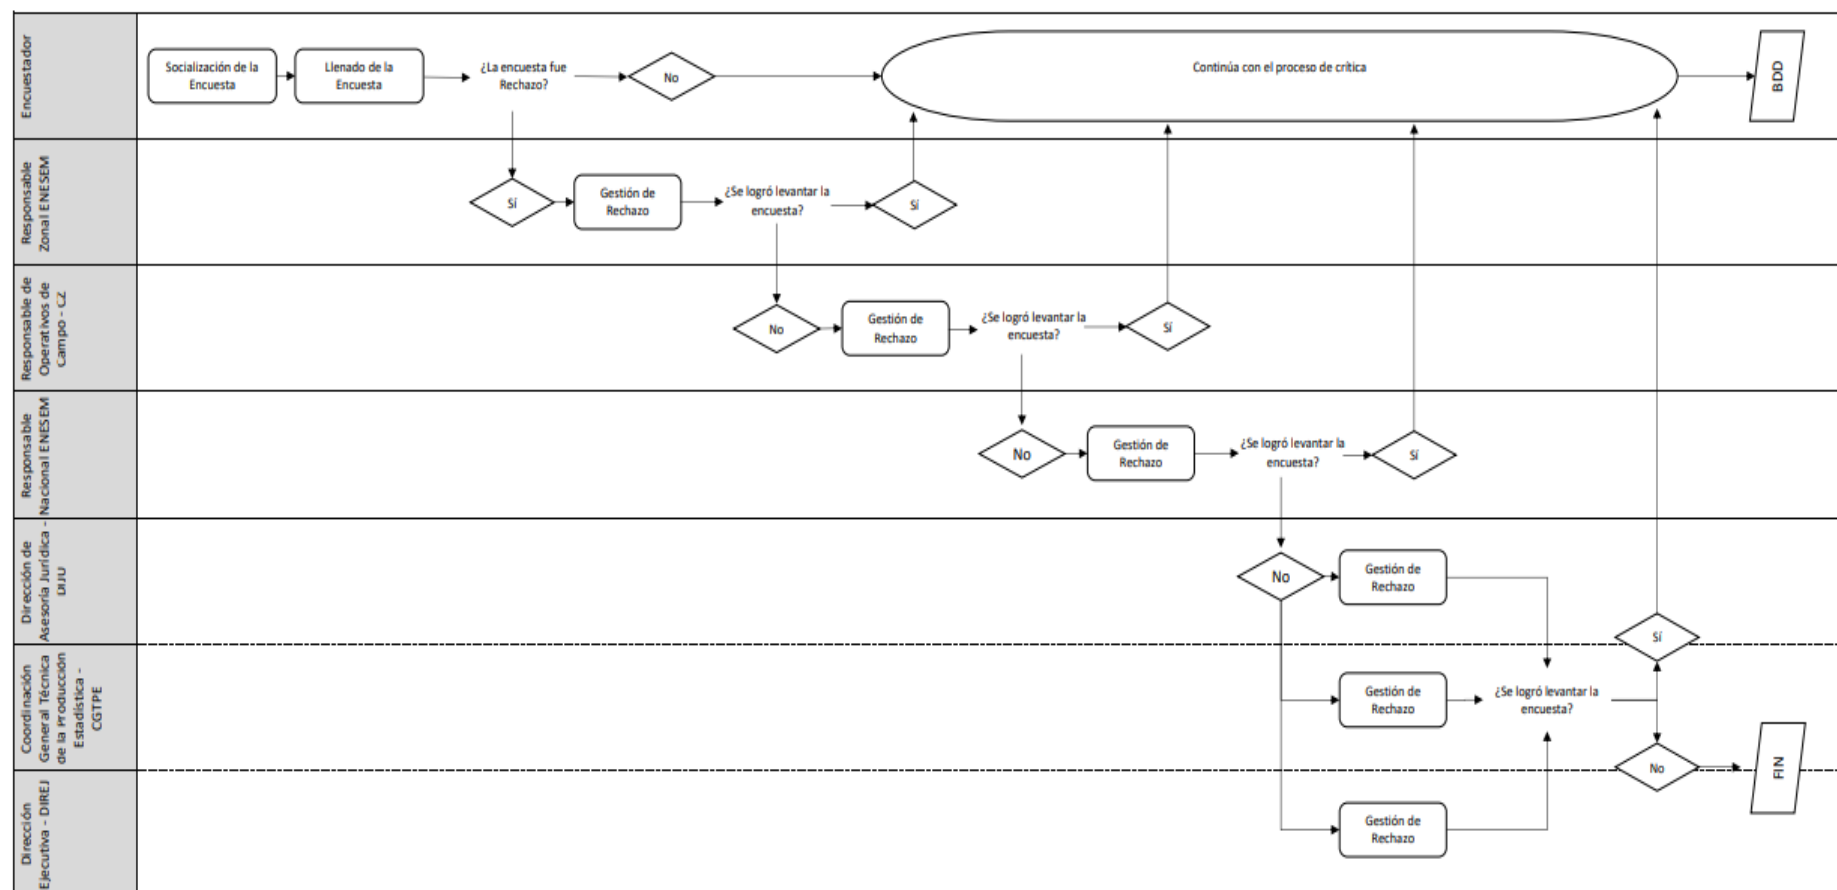 Encuestador
Socialización de la
Encuesta
Llenado de la
Encuesta
¿La encuesta fue
Rechazo?
No
Continúa con el proceso de crítica
BDD
Responsable
Zonal ENESEM
Sí
Gestión de
Rechazo
¿Se logró levantar la
encuesta?
Sí
Responsable de
Operativos de
Campo - CZ
No
Gestión de
Rechazo
¿Se logró levantar la
encuesta?
Sí
Responsable
Nacional ENESEM
No
Gestión de
Rechazo
¿Se logró levantar la
encuesta?
Sí
Dirección de
Asesoría Jurídica -
DIJU
No
Gestión de
Rechazo
Sí
Coordinación
General Técnica
de la Producción
Estadística -
CGTPE
Gestión de
Rechazo
¿Se logró levantar la
encuesta?
No
FIN
Dirección
Ejecutiva - DIREJ
Gestión de
Rechazo